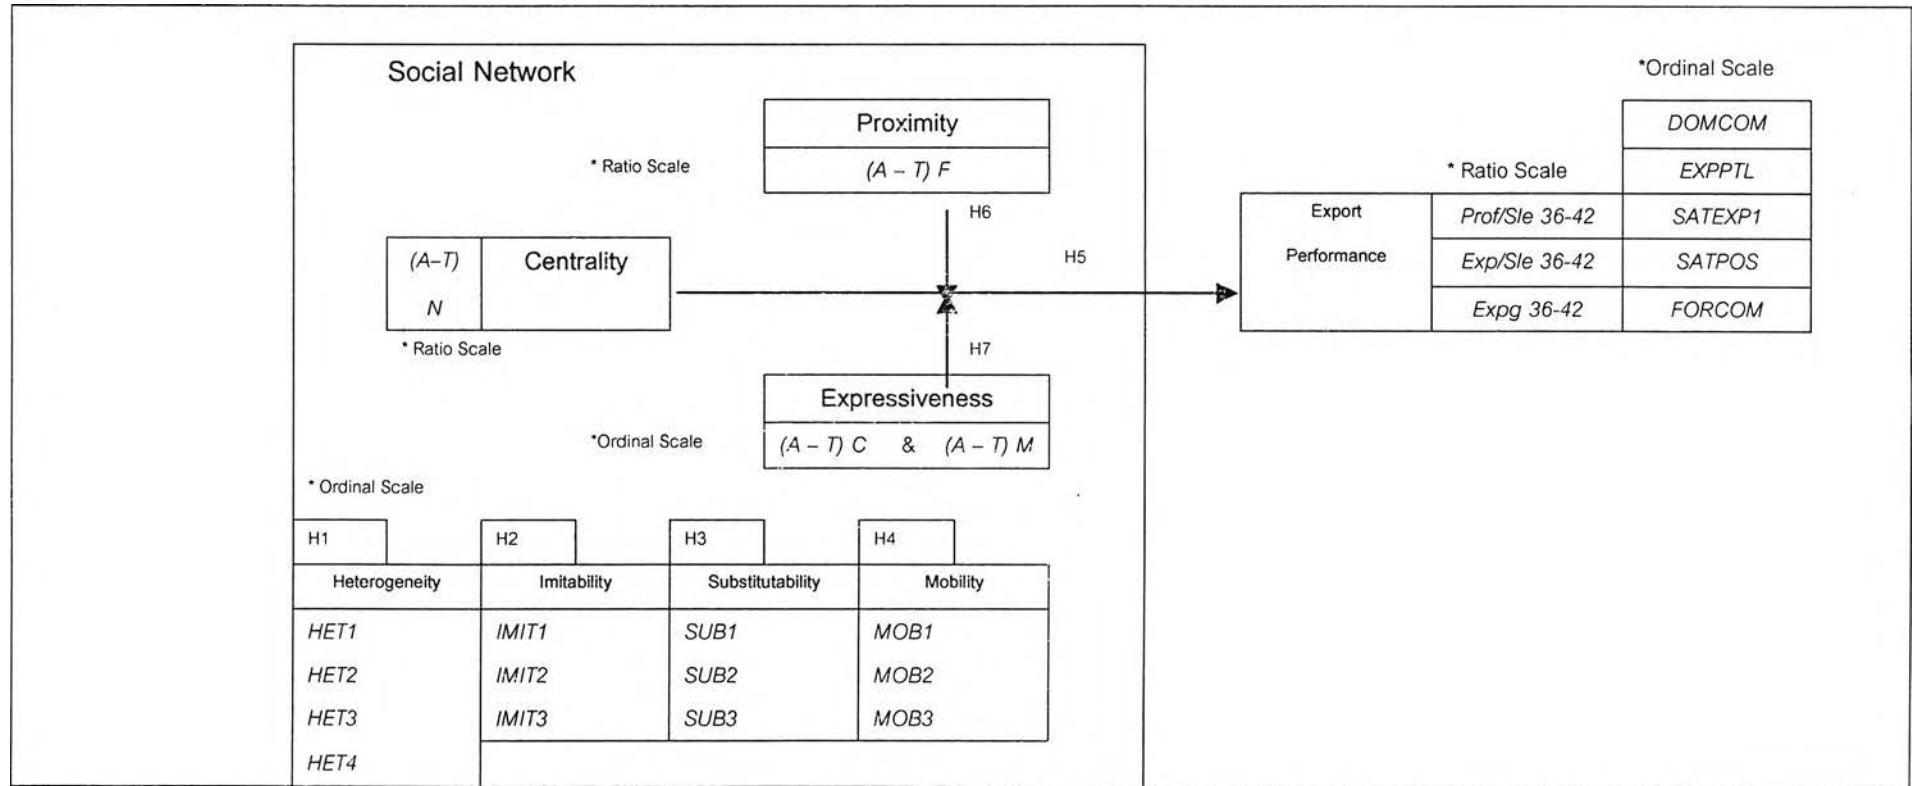 Social Network
*Ordinal Scale
Proximity
DOMCOM
* Ratio Scale
(A – T) F
* Ratio Scale
EXPPTL
H6
Export
Performance
Prof/Sle 36-42
SATEXP1
(A–T)
N
Centrality
H5
Exp/Sle 36-42
SATPOS
Expg 36-42
FORCOM
* Ratio Scale
H7
Expressiveness
*Ordinal Scale
(A – T) C & (A – T) M
* Ordinal Scale
H1
H2
H3
H4
Heterogeneity
Imitability
Substitutability
Mobility
HET1
IMIT1
SUB1
MOB1
HET2
IMIT2
SUB2
MOB2
HET3
IMIT3
SUB3
MOB3
HET4